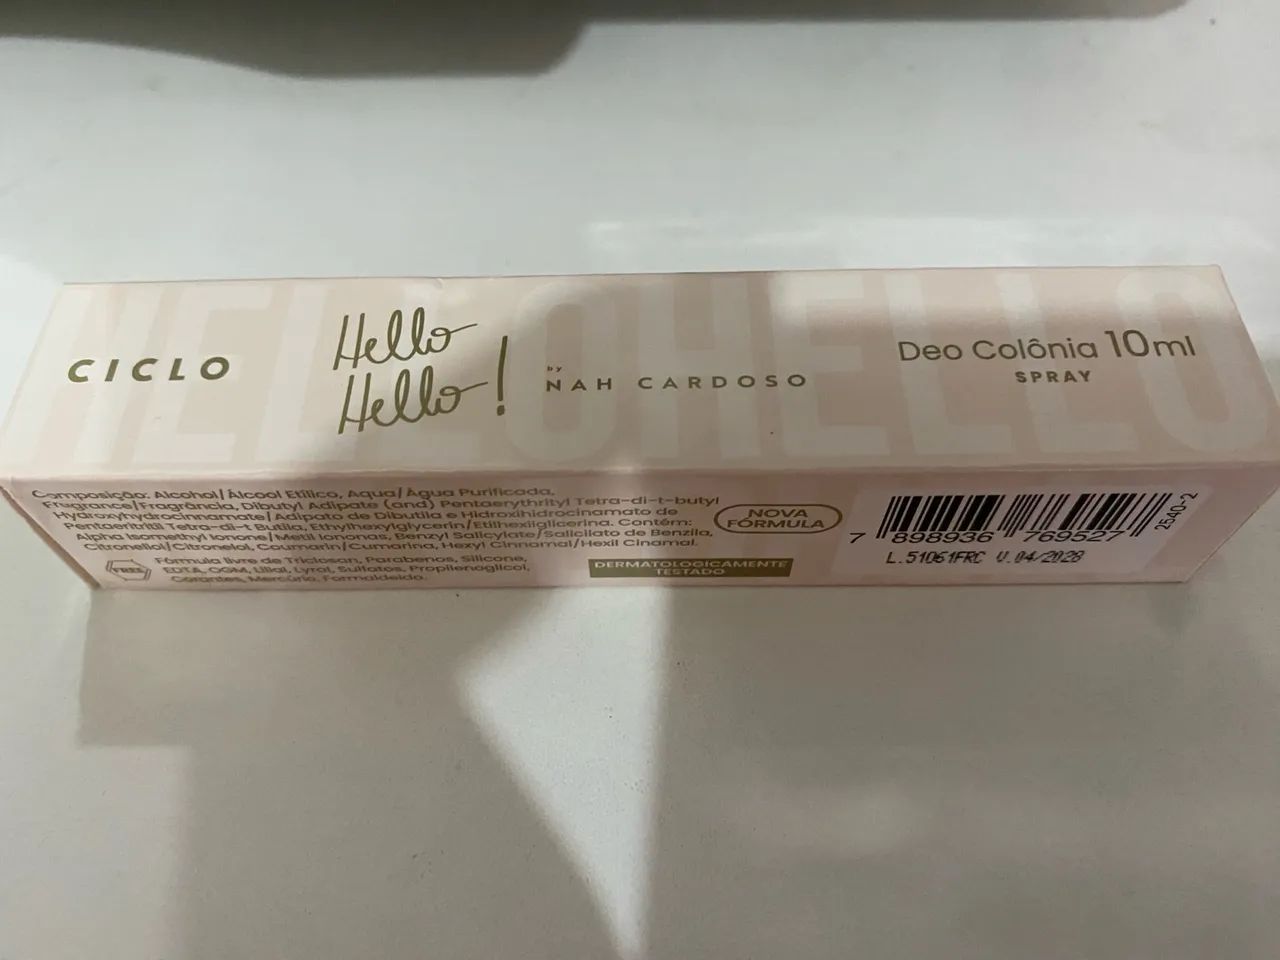 CICLO
Hello
Hello!
by
NAH CARDOSO
Deo Colônia 10ml
SPRAY
Composição: Alcohol/Álcool Etílico, Aqua/Água Purificada,
Fragrance/Fragrância, Dibutyl Adipate (and) Pentaerythrityl Tetra-di-t-butyl
Hydroxyhydrocinnamate/Adipato de Dibutila e Hidroxihidrocinamato de
Pentaeritritil Tetra-di-t Butila, Ethylhexylglycerin/Etilhexilglicerina. Contém:
Alpha Isomethyl Ionone/Metil Iononas, Benzyl Salicylate/Salicilato de Benzila,
Citronellol/Citronelol, Coumarin/Cumarina, Hexyl Cinnamal/Hexil Cinamal.
FREE
Fórmula livre de Triclosan, Parabenos, Silicone,
Lilial, Lyral, Sulfatos, Propilenoglicol,
Corantes, Mercúrio, Formaldeído.
NOVA
FÓRMULA
DERMATOLOGICAMENTE
TESTADO
7 898936 769527
2540-2
L.51061FRC V.04/2028
HELLOHELLO